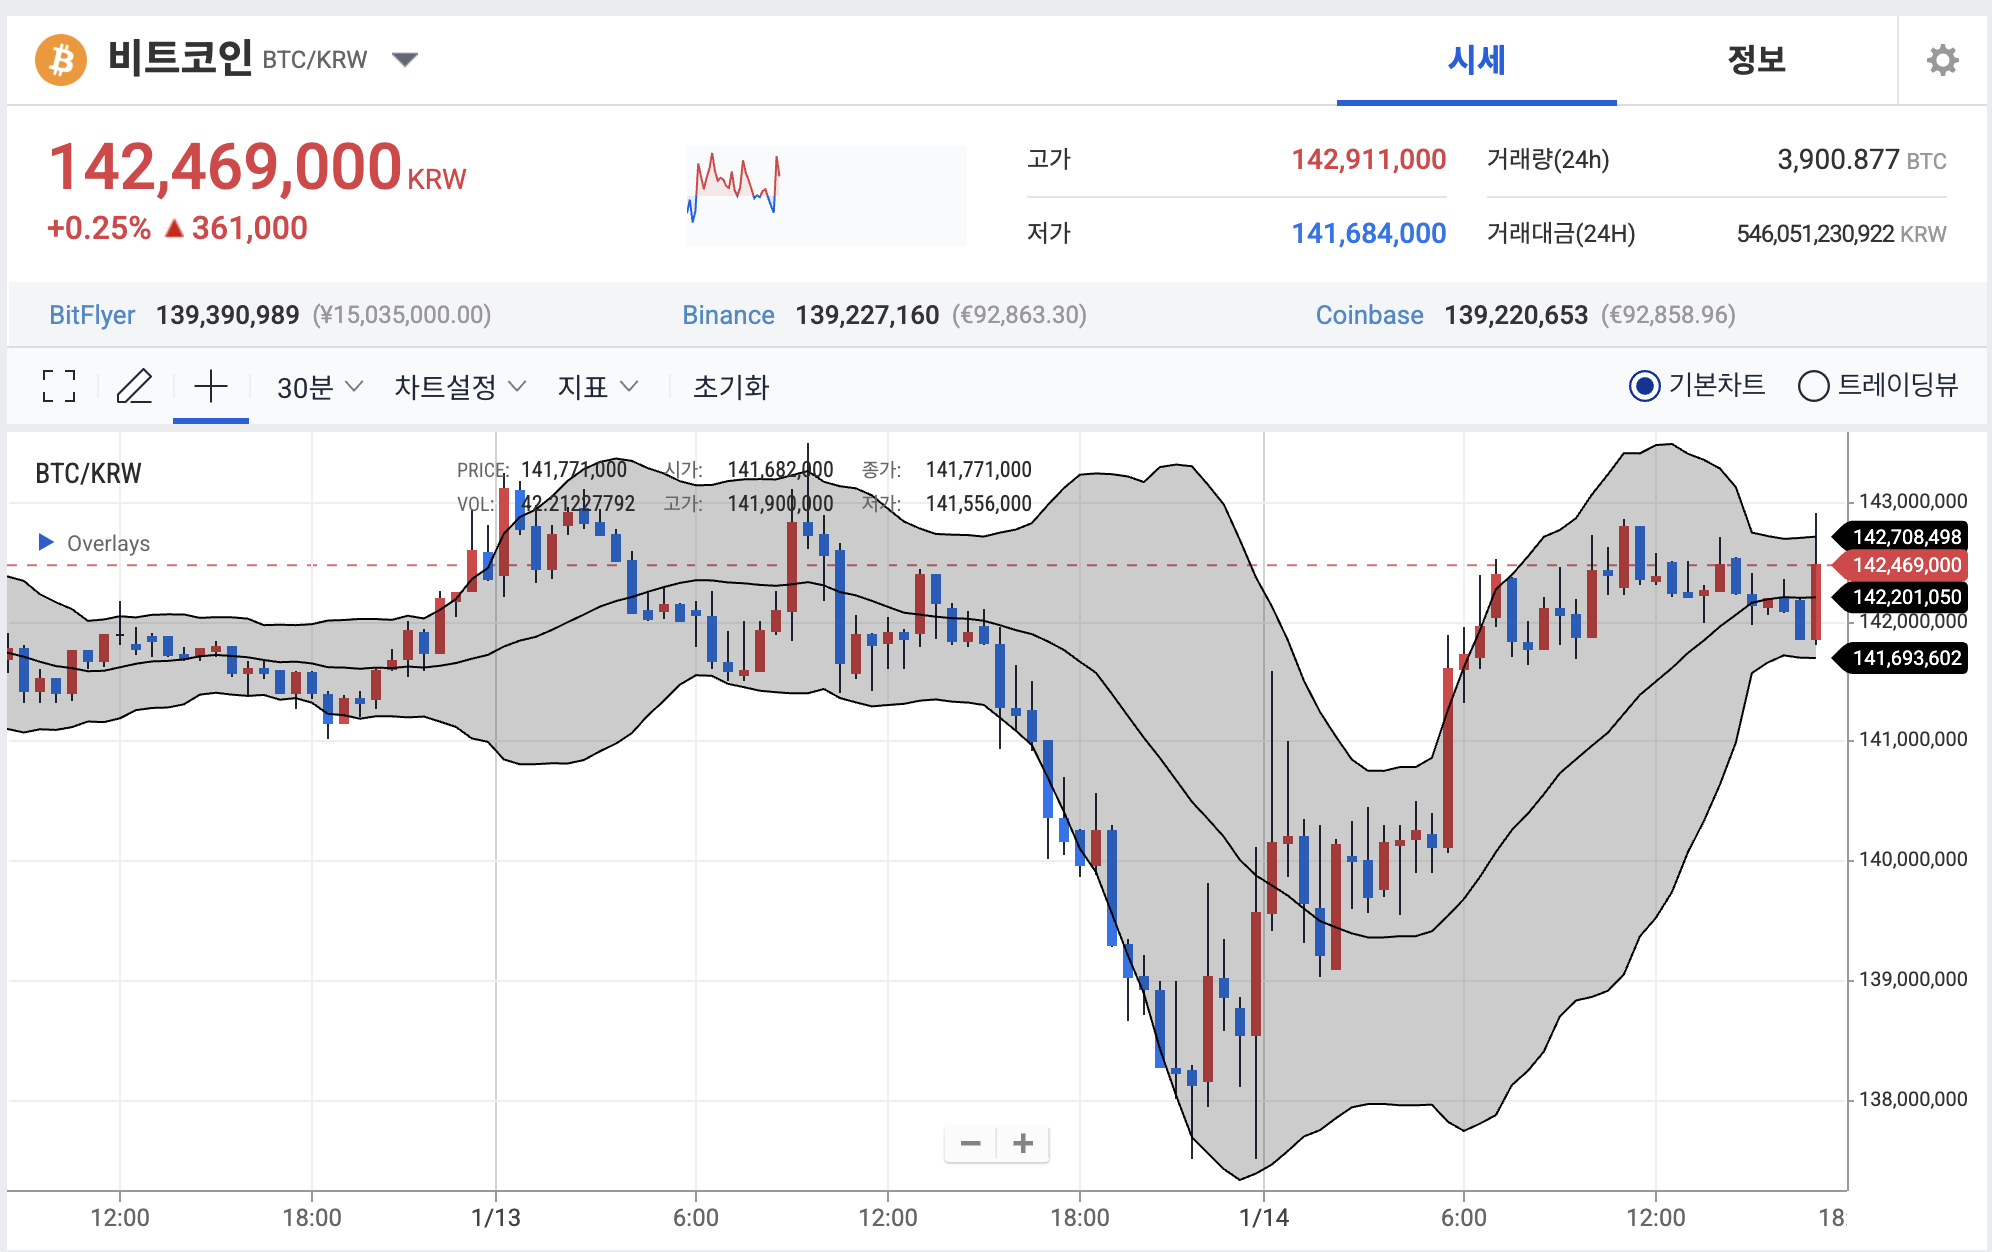 비트코인 BTC/KRW
시세 정보
142,469,000 KRW
+0.25% ▲ 361,000
고가 142,911,000
거래량(24h) 3,900.877 BTC
저가 141,684,000
거래대금(24H) 546,051,230,922 KRW
BitFlyer 139,390,989 (¥15,035,000.00) Binance 139,227,160 (€92,863.30) Coinbase 139,220,653 (€92,858.96)
30분 차트설정 지표 초기화 기본차트 트레이딩뷰
BTC/KRW
PRICE: 141,771,000 시가: 141,682,000 종가: 141,771,000
VOL: 42.21227792 고가: 141,900,000 저가: 141,556,000
Overlays
143,000,000
142,708,498
142,469,000
142,201,050
142,000,000
141,693,602
141,000,000
140,000,000
139,000,000
138,000,000
− +
12:00 18:00 1/13 6:00 12:00 18:00 1/14 6:00 12:00 18: